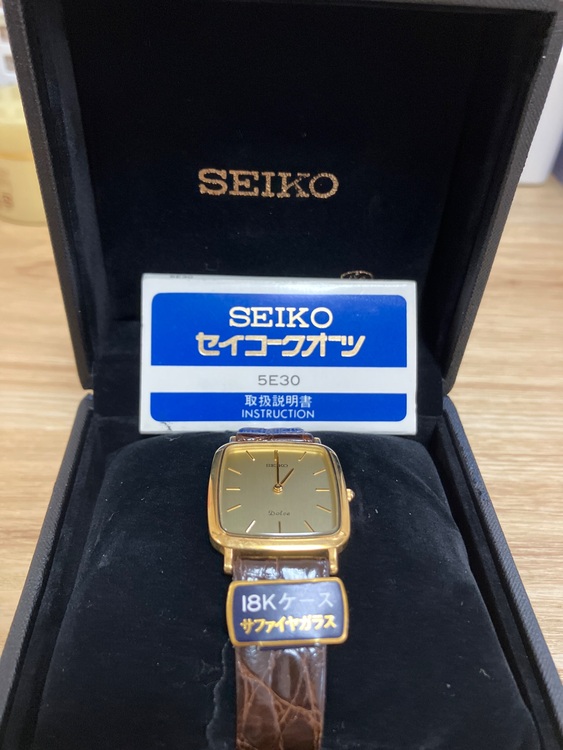 SEIKO
SEIKO
セイコークオーツ
5E30
取扱説明書
INSTRUCTION
SEIKO
Dolce
18Kケース
サファイヤガラス